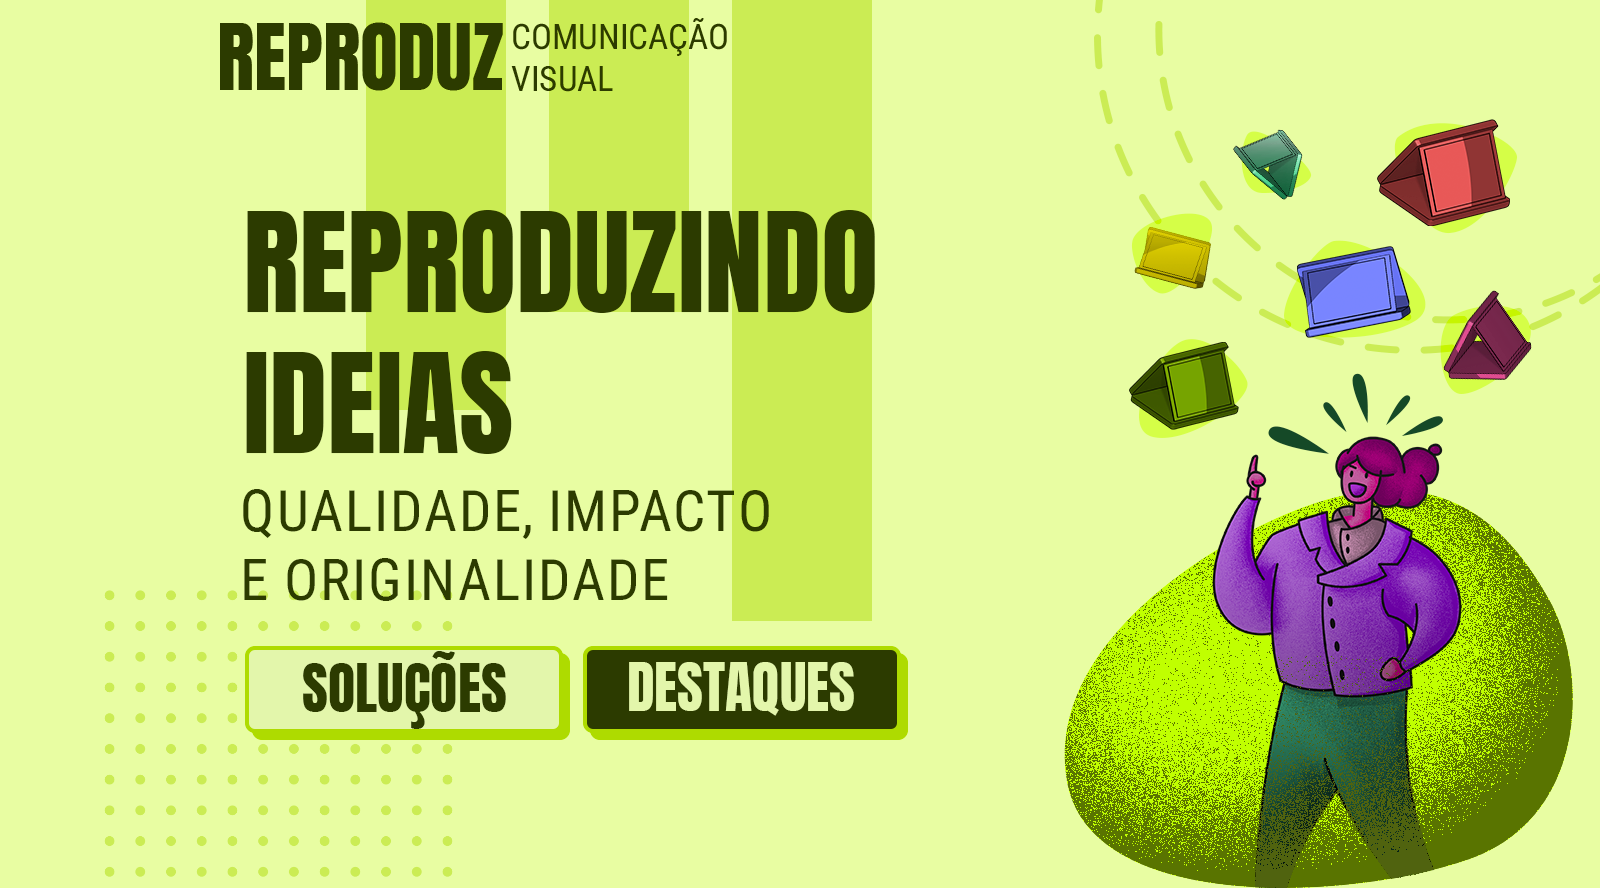 REPRODUZ
COMUNICAÇÃO
VISUAL
REPRODUZINDO
IDEIAS
QUALIDADE, IMPACTO
E ORIGINALIDADE
SOLUÇÕES
DESTAQUES